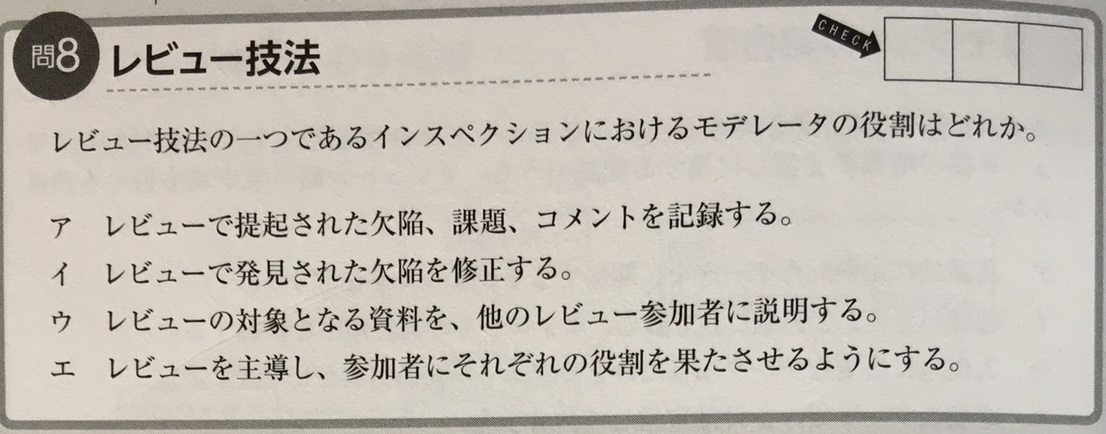 問8 レビュー技法
CHECK
レビュー技法の一つであるインスペクションにおけるモデレータの役割はどれか。
ア レビューで提起された欠陥、課題、コメントを記録する。
イ レビューで発見された欠陥を修正する。
ウ レビューの対象となる資料を、他のレビュー参加者に説明する。
エ レビューを主導し、参加者にそれぞれの役割を果たさせるようにする。